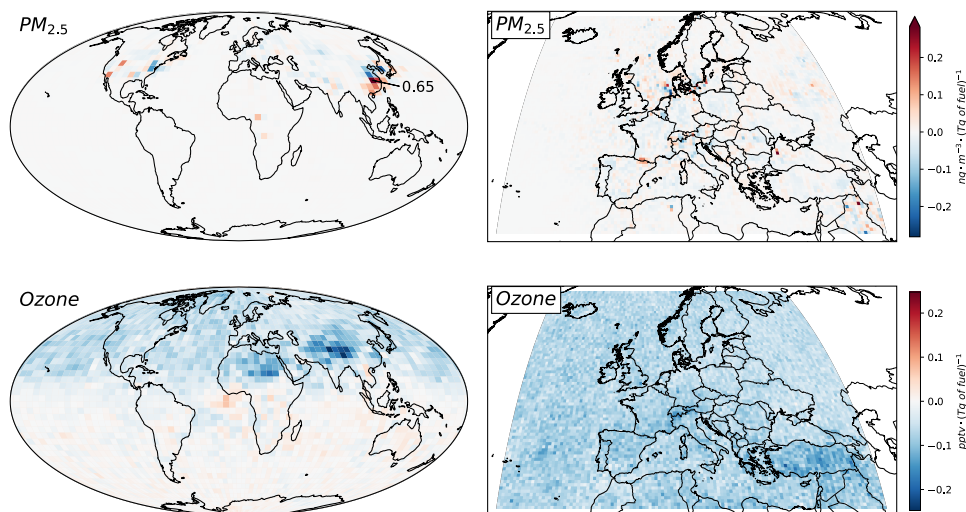 PM2.5
0.65
PM2.5
0.2
0.1
0.0
−0.1
−0.2
ng•m⁻³•(Tg of fuel)⁻¹
Ozone
Ozone
0.2
0.1
0.0
−0.1
−0.2
pptv•(Tg of fuel)⁻¹